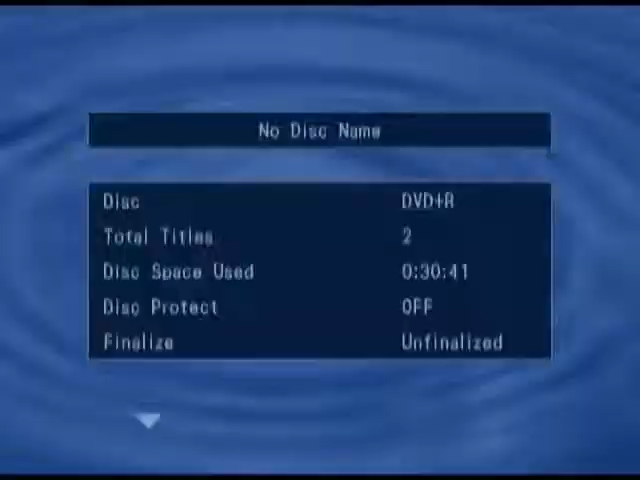 No Disc Name
Disc DVD+R
Total Titles 2
Disc Space Used 0:30:41
Disc Protect OFF
Finalize Unfinalized